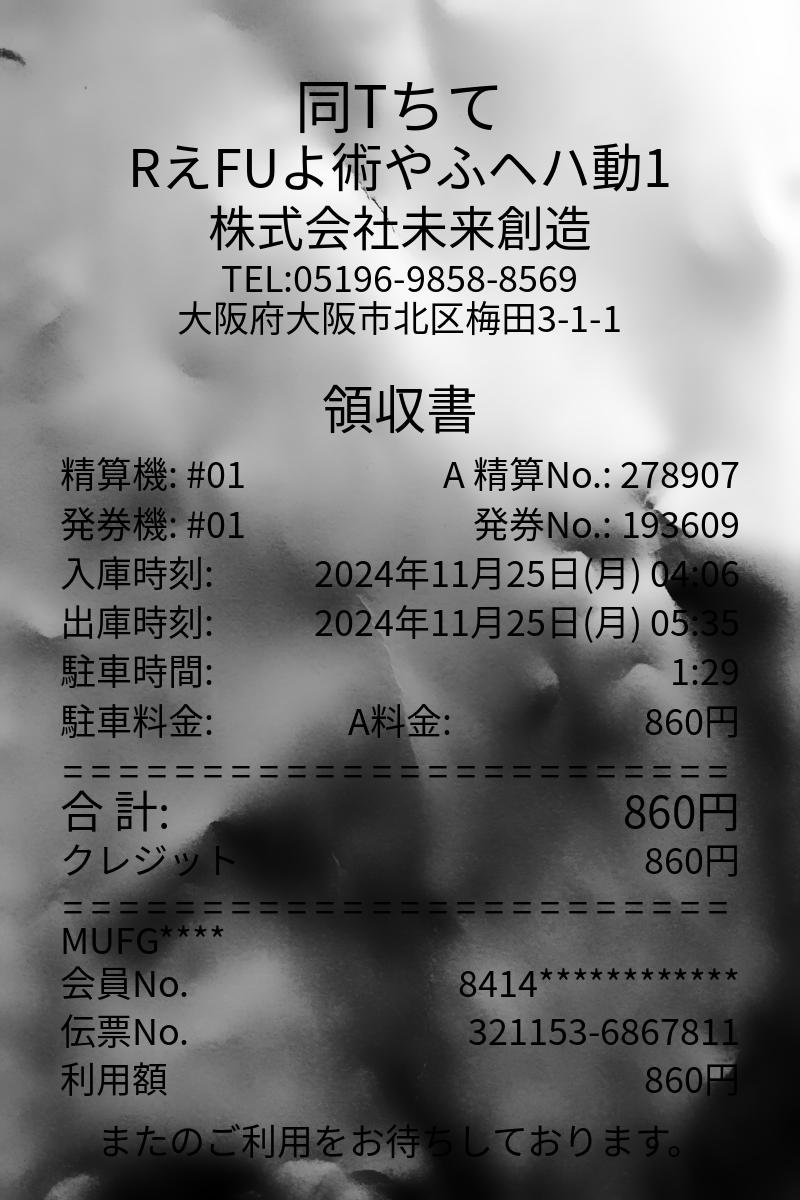 同Tちて
RえFUよ術やふヘハ動1
株式会社未来創造
TEL:05196-9858-8569
大阪府大阪市北区梅田3-1-1
領収書
精算機: #01 A 精算No.: 278907
発券機: #01 発券No.: 193609
入庫時刻: 2024年11月25日(月) 04:06
出庫時刻: 2024年11月25日(月) 05:35
駐車時間: 1:29
駐車料金: A料金: 860円
========================
合 計: 860円
クレジット 860円
========================
MUFG****
会員No. 8414************
伝票No. 321153-6867811
利用額 860円
またのご利用をお待ちしております。